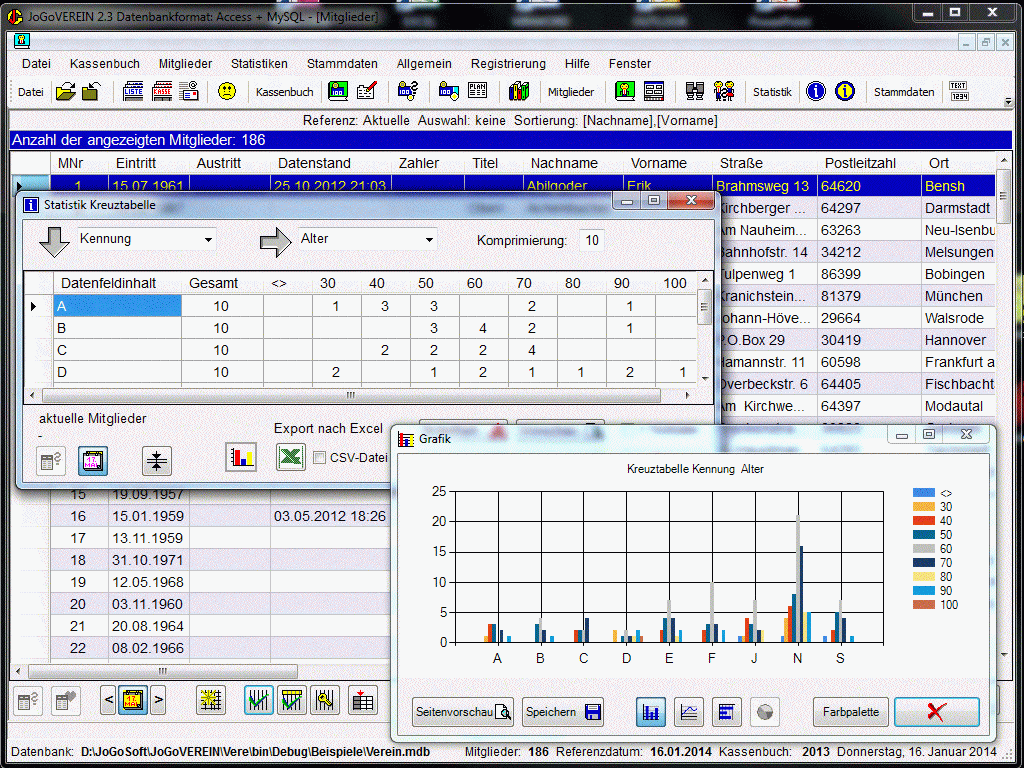 JoGoVEREIN 2.3 Datenbankformat: Access + MySQL - [Mitglieder]
Datei Kassenbuch Mitglieder Statistiken Stammdaten Allgemein Registrierung Hilfe Fenster
Datei LISTE KASSE Kassenbuch PLAN Mitglieder Statistik Stammdaten TEXT 1234
Referenz: Aktuelle Auswahl: keine Sortierung: [Nachname],[Vorname]
Anzahl der angezeigten Mitglieder: 186
MNr Eintritt Austritt Datenstand Zahler Titel Nachname Vorname Straße Postleitzahl Ort
1 15.07.1961 25.10.2012 21:03 Abilgoder Erik Brahmsweg 13 64620 Bensh
Kirchberger ... 64297 Darmstadt
Am Nauheim... 63263 Neu-Isenbu
Bahnhofstr. 14 34212 Melsungen
Tulpenweg 1 86399 Bobingen
Kranichstein... 81379 München
Johann-Höve... 29664 Walsrode
P.O.Box 29 30419 Hannover
Hamannstr. 11 60598 Frankfurt a
Overbeckstr. 6 64405 Fischbacht
Am Kirchwe... 64397 Modautal
Statistik Kreuztabelle
Kennung Alter Komprimierung: 10
Datenfeldinhalt Gesamt <> 30 40 50 60 70 80 90 100
A 10 1 3 3 2 1
B 10 3 4 2 1
C 10 2 2 2 4
D 10 2 1 2 1 1 2 1
aktuelle Mitglieder
-
Export nach Excel
CSV-Datei
15 19.09.1957
16 15.01.1959 03.05.2012 18:26
17 13.11.1959
18 31.10.1971
19 12.05.1968
20 03.11.1960
21 20.08.1964
22 08.02.1966
Grafik
Kreuztabelle Kennung Alter
25
20
15
10
5
0
A B C D E F J N S
<>
30
40
50
60
70
80
90
100
Seitenvorschau Speichern Farbpalette
< 17. MAI >
Datenbank: D:\JoGoSoft\JoGoVEREIN\Vere\bin\Debug\Beispiele\Verein.mdb Mitglieder: 186 Referenzdatum: 16.01.2014 Kassenbuch: 2013 Donnerstag, 16. Januar 2014